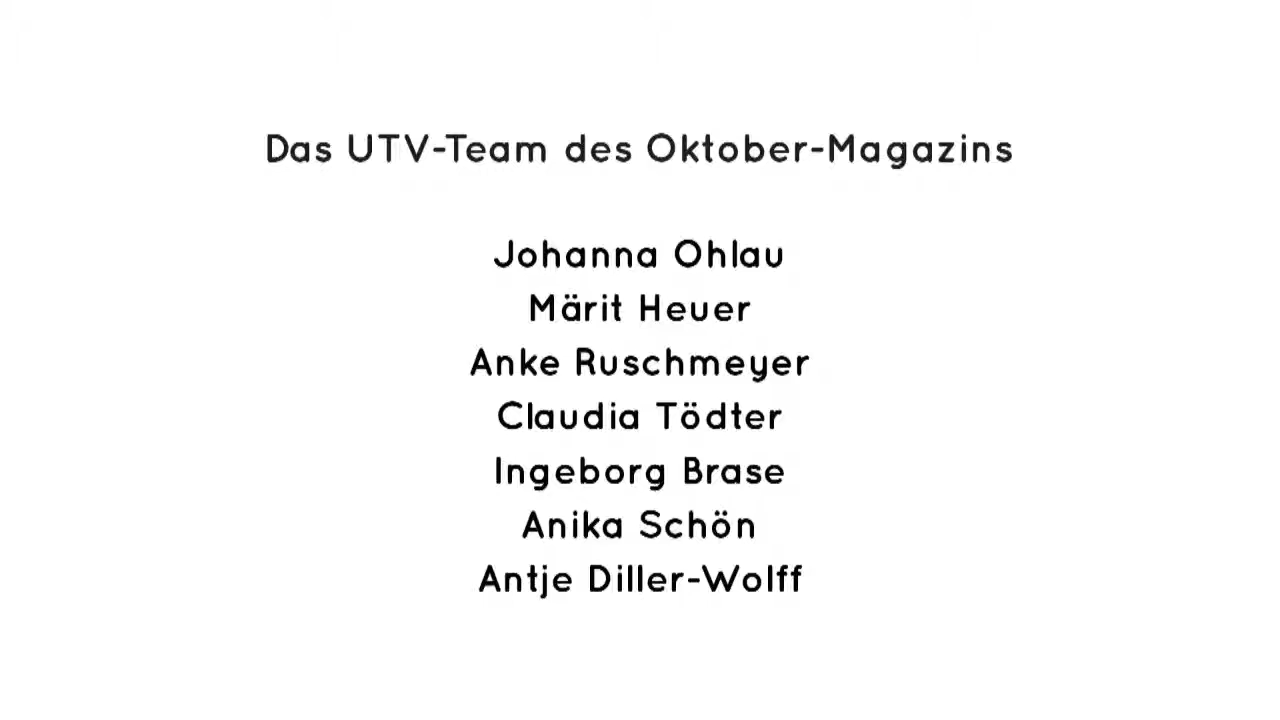 Das UTV-Team des Oktober-Magazins
Johanna Ohlau
Märit Heuer
Anke Ruschmeyer
Claudia Tödter
Ingeborg Brase
Anika Schön
Antje Diller-Wolff